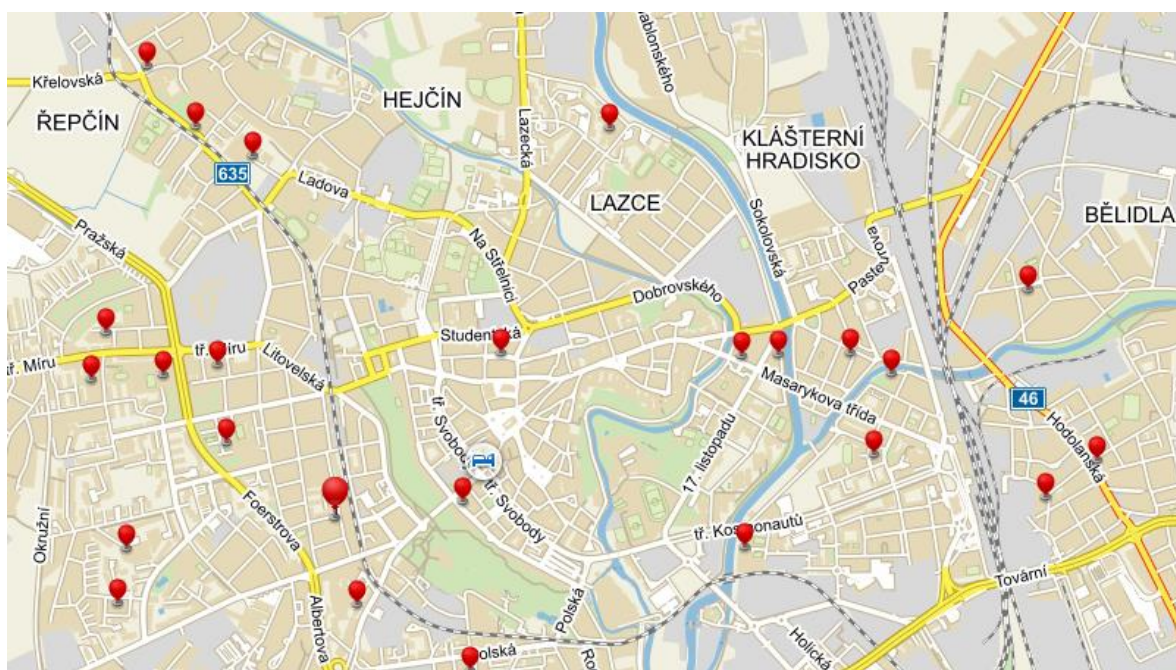 Křelovská
ŘEPČÍN
HEJČÍN
Lazecká
Jablonského
KLÁŠTERNÍ
HRADISKO
635
Ladova
LAZCE
Sokolovská
BĚLIDLA
Pražská
Na Střelnici
Pasteurova
Dobrovského
Studentská
tř. Míru
tř. Míru
Litovelská
Masarykova třída
46
tř. Svobody
17. listopadu
Hodolanská
Okružní
Foerstrova
tř. Svobody
tř. Kosmonautů
Tovární
Albertova
Polská
Holická